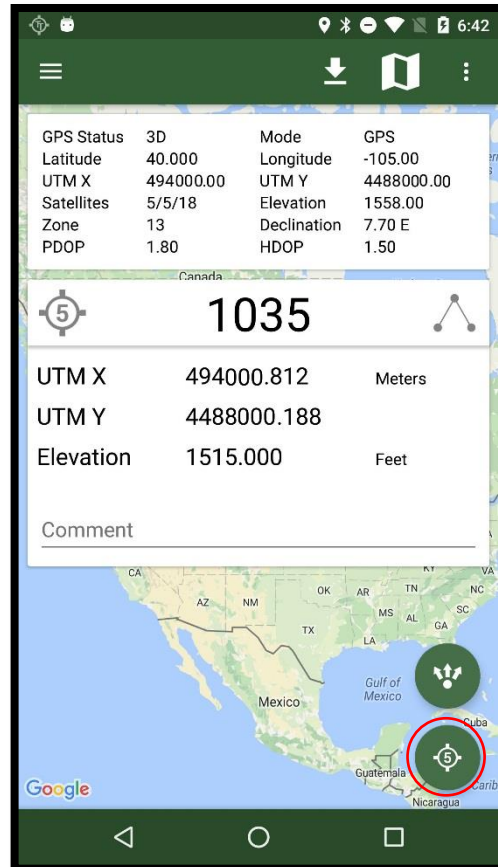 6:42
GPS Status 3D Mode GPS
Latitude 40.000 Longitude -105.00
UTM X 494000.00 UTM Y 4488000.00
Satellites 5/5/18 Elevation 1558.00
Zone 13 Declination 7.70 E
PDOP 1.80 HDOP 1.50
Canada
5 1035
UTM X 494000.812 Meters
UTM Y 4488000.188
Elevation 1515.000 Feet
Comment
CA KY VA
AZ NM OK AR TN NC
MS AL GA SC
TX LA
Gulf of
Mexico
Mexico
Cuba
5
Guatemala
Carib
Google
Nicaragua